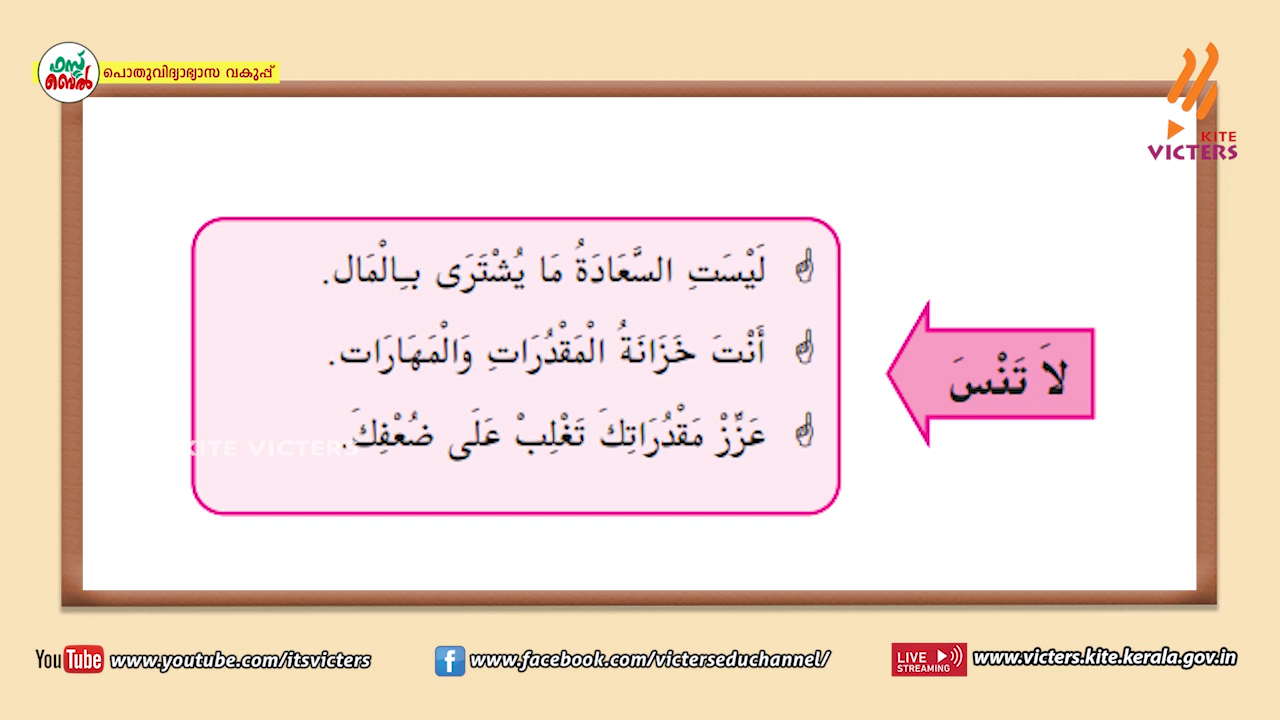 ഫസ്റ്റ്
ബെൽ
പൊതുവിദ്യാഭ്യാസ വകുപ്പ്
KITE
VICTERS
لَيْسَتِ السَّعَادَةُ مَا يُشْتَرَى بِالْمَال.
أَنْتَ خَزَانَةُ الْمَقْدُرَاتِ وَالْمَهَارَات.
عَزِّزْ مَقْدُرَاتِكَ تَغْلِبْ عَلَى ضُعْفِكَ.
لاَ تَنْسَ
KITE VICTERS
YouTube www.youtube.com/itsvicters
f www.facebook.com/victerseduchannel/
LIVE STREAMING www.victers.kite.kerala.gov.in